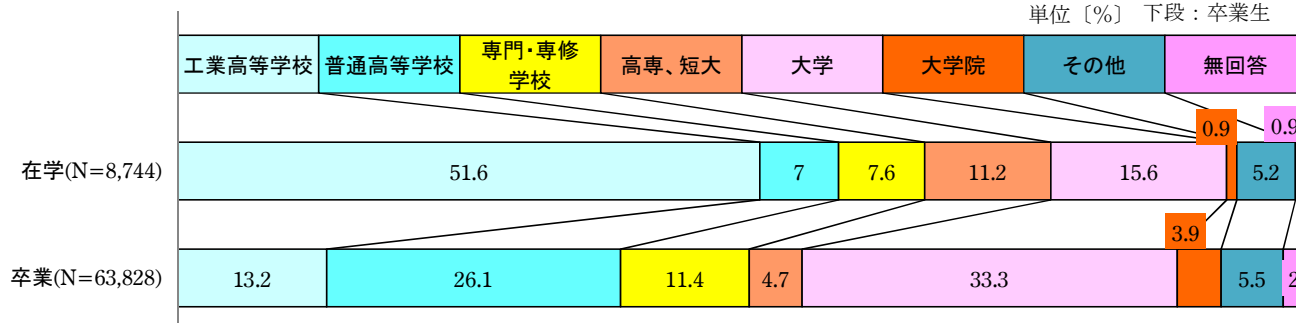 単位〔%〕 下段：卒業生
工業高等学校 普通高等学校 専門・専修 学校 高専、短大 大学 大学院 その他 無回答
0.9 0.9
在学(N=8,744) 51.6 7 7.6 11.2 15.6 5.2
3.9
卒業(N=63,828) 13.2 26.1 11.4 4.7 33.3 5.5 2